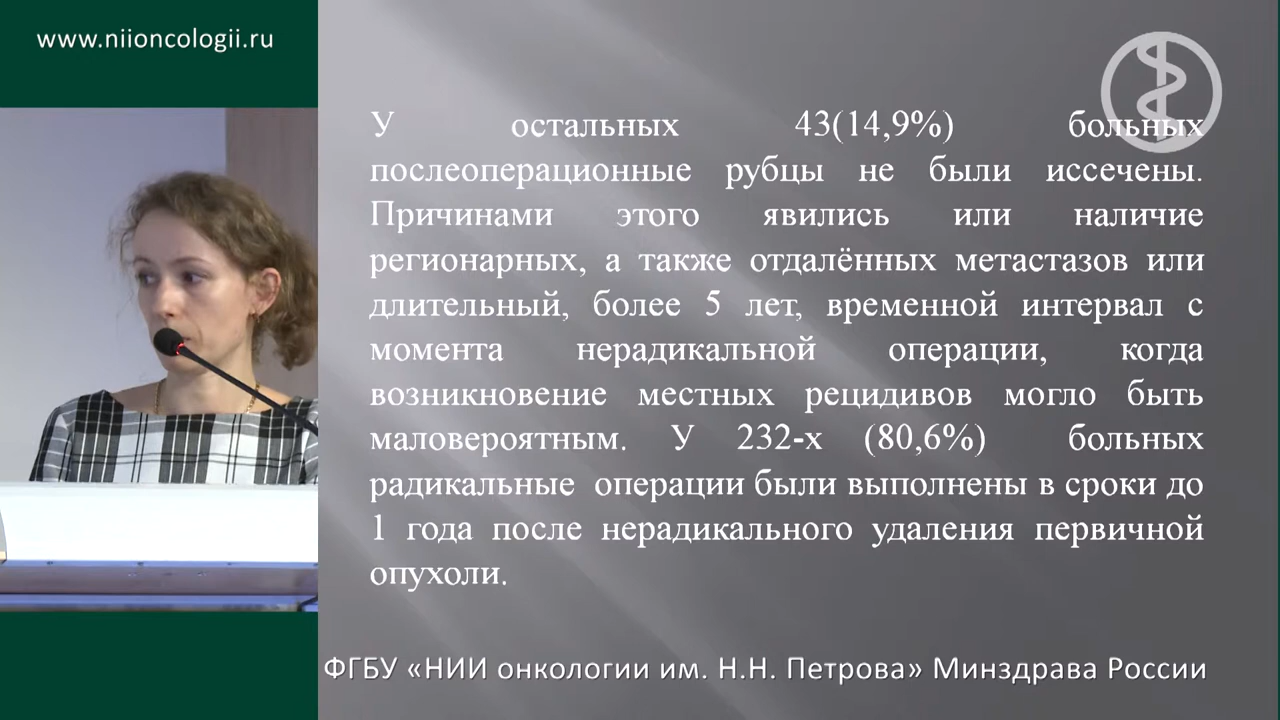 www.niioncologii.ru
У остальных 43(14,9%) больных
послеоперационные рубцы не были иссечены.
Причинами этого явились или наличие
регионарных, а также отдалённых метастазов или
длительный, более 5 лет, временной интервал с
момента нерадикальной операции, когда
возникновение местных рецидивов могло быть
маловероятным. У 232-х (80,6%) больных
радикальные операции были выполнены в сроки до
1 года после нерадикального удаления первичной
опухоли.
ФГБУ «НИИ онкологии им. Н.Н. Петрова» Минздрава России